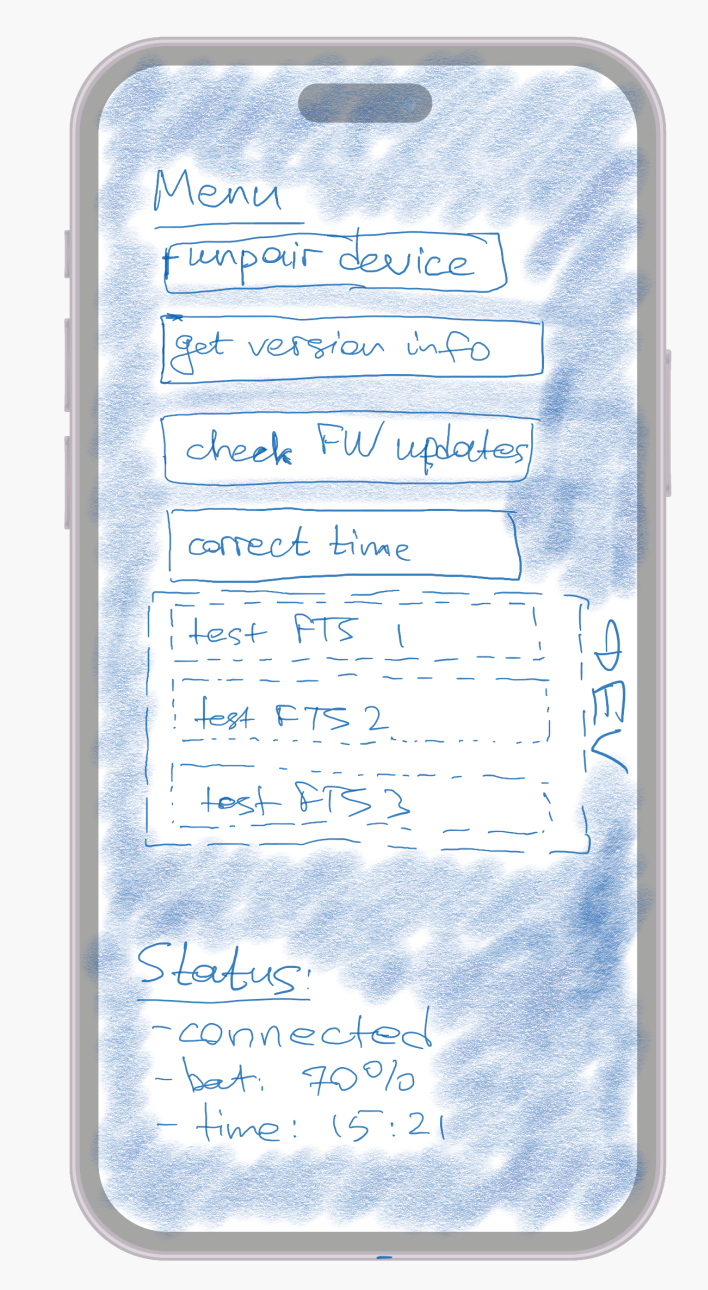 Menu
unpair device
get version info
check FW updates
correct time
test FTS 1
test FTS 2
test FTS 3
DEV
Status:
- connected
- bat: 70%
- time: 15:21